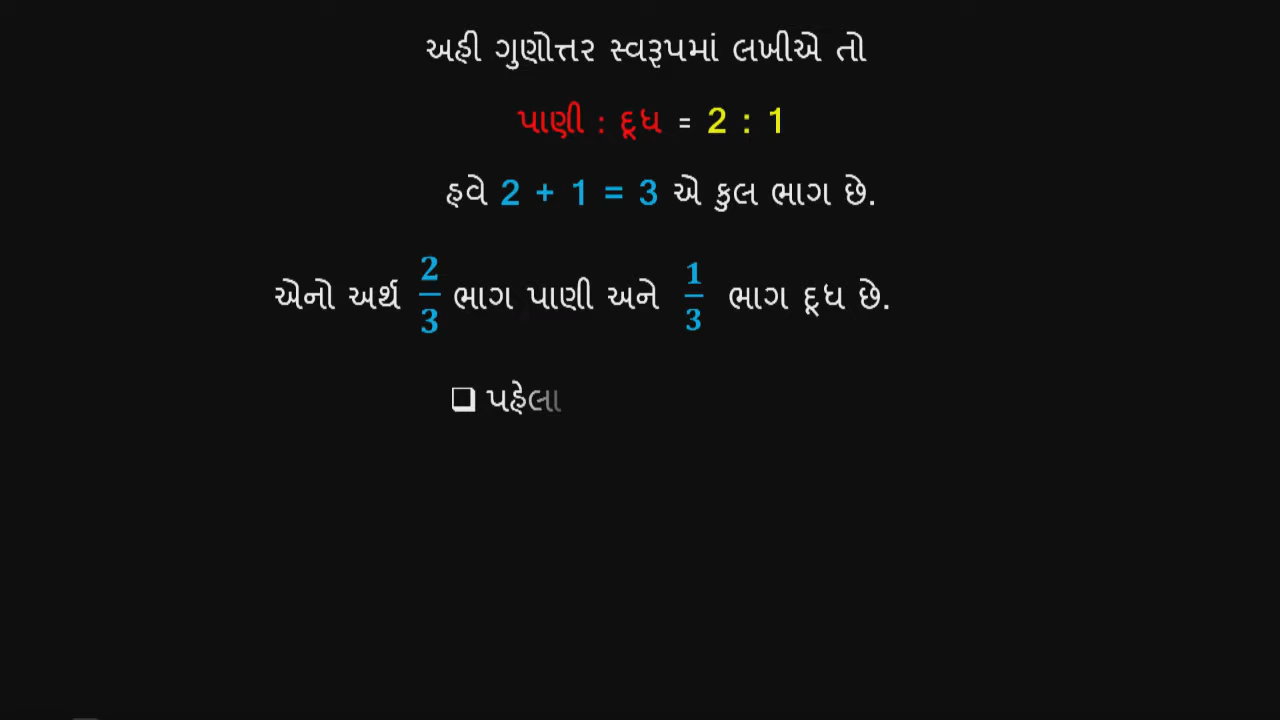 અહી ગુણોત્તર સ્વરૂપમાં લખીએ તો
પાણી : દૂધ = 2 : 1
હવે 2 + 1 = 3 એ કુલ ભાગ છે.
એનો અર્થ 2/3 ભાગ પાણી અને 1/3 ભાગ દૂધ છે.
❑ પહેલા